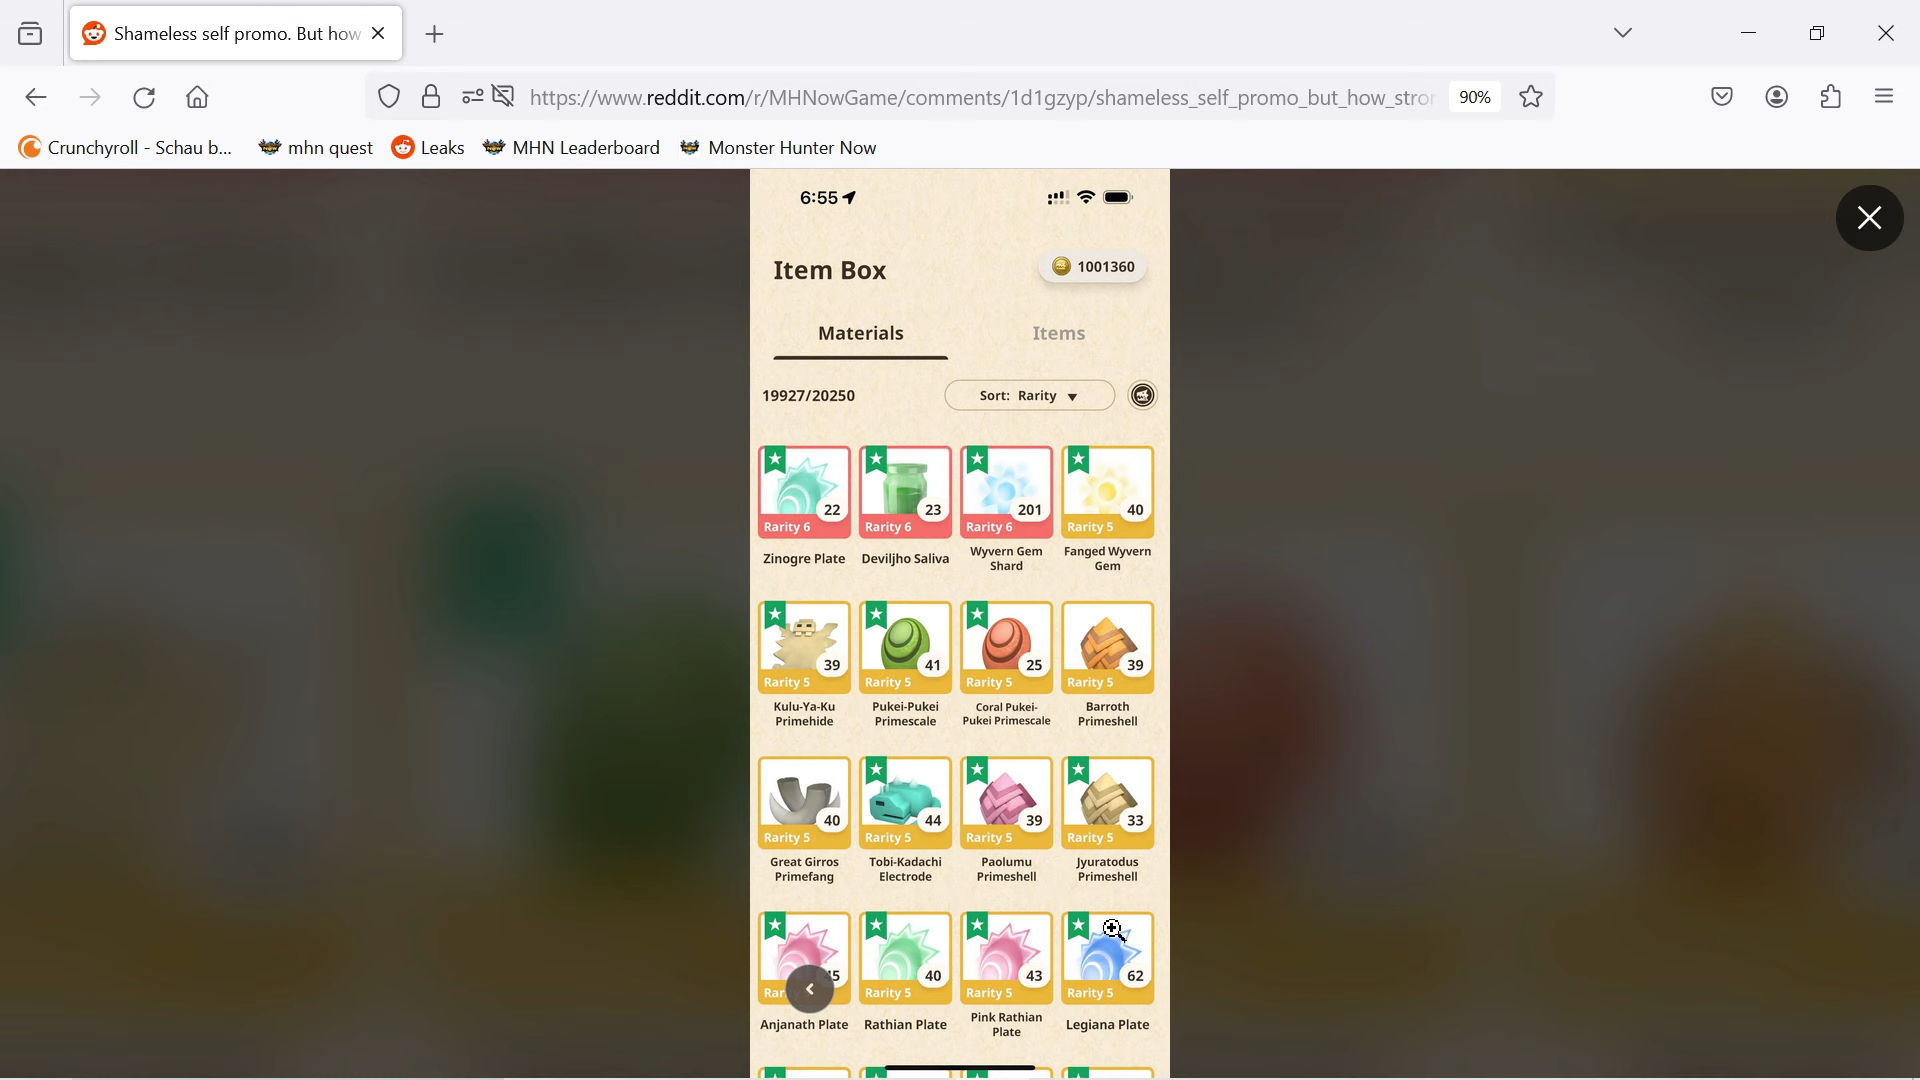 Shameless self promo. But how
https://www.reddit.com/r/MHNowGame/comments/1d1gzyp/shameless_self_promo_but_how_stror
90%
Crunchyroll - Schau b...
mhn quest
Leaks
MHN Leaderboard
Monster Hunter Now
6:55
Item Box
1001360
Materials
Items
19927/20250
Sort: Rarity
22
23
201
40
Rarity 6
Rarity 6
Rarity 6
Rarity 5
Zinogre Plate
Deviljho Saliva
Wyvern Gem
Shard
Fanged Wyvern
Gem
39
41
25
39
Rarity 5
Rarity 5
Rarity 5
Rarity 5
Kulu-Ya-Ku
Primehide
Pukei-Pukei
Primescale
Coral Pukei-
Pukei Primescale
Barroth
Primeshell
40
44
39
33
Rarity 5
Rarity 5
Rarity 5
Rarity 5
Great Girros
Primefang
Tobi-Kadachi
Electrode
Paolumu
Primeshell
Jyuratodus
Primeshell
40
43
62
Rarity 5
Rarity 5
Rarity 5
Anjanath Plate
Rathian Plate
Pink Rathian
Plate
Legiana Plate